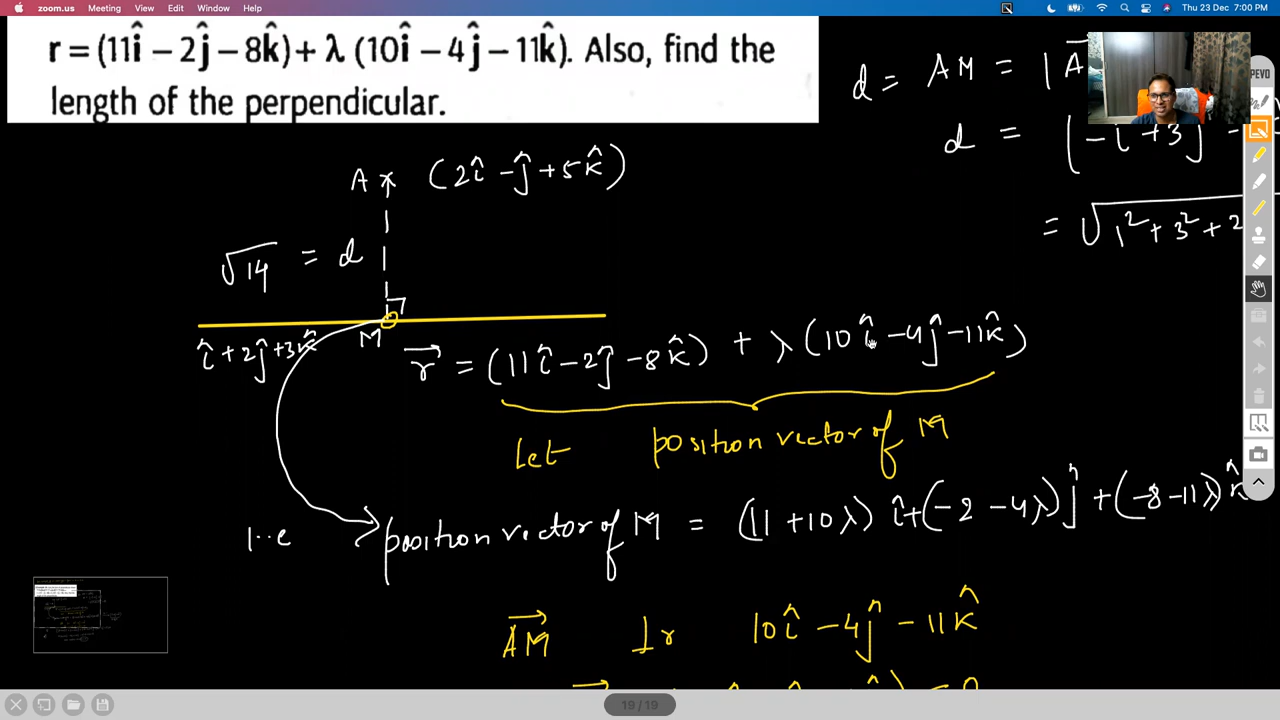 zoom.us Meeting View Edit Window Help Thu 23 Dec 7:00 PM
r = (11î − 2ĵ − 8k̂) + λ (10î − 4ĵ − 11k̂). Also, find the
length of the perpendicular.
d = AM = |A
d = (-i + 3j -
= √1² + 3² + 2
A (2î - ĵ + 5k̂)
√14 = d
M
î + 2ĵ + 3k̂
r⃗ = (11î - 2ĵ - 8k̂) + λ(10î - 4ĵ - 11k̂)
Let position vector of M
i.e position vector of M = (11 + 10λ) î + (-2 - 4λ)ĵ + (-8 - 11λ)k̂
AM⃗ ⊥r 10î - 4ĵ - 11k̂
= 0
19 / 19